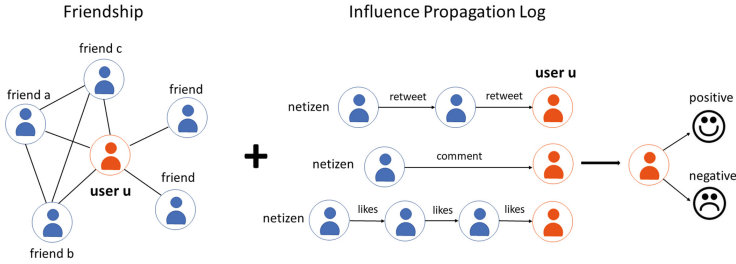 Friendship
friend c
friend a
friend
user u
friend
friend b
Influence Propagation Log
user u
netizen
retweet
retweet
netizen
comment
netizen
likes
likes
likes
positive
negative